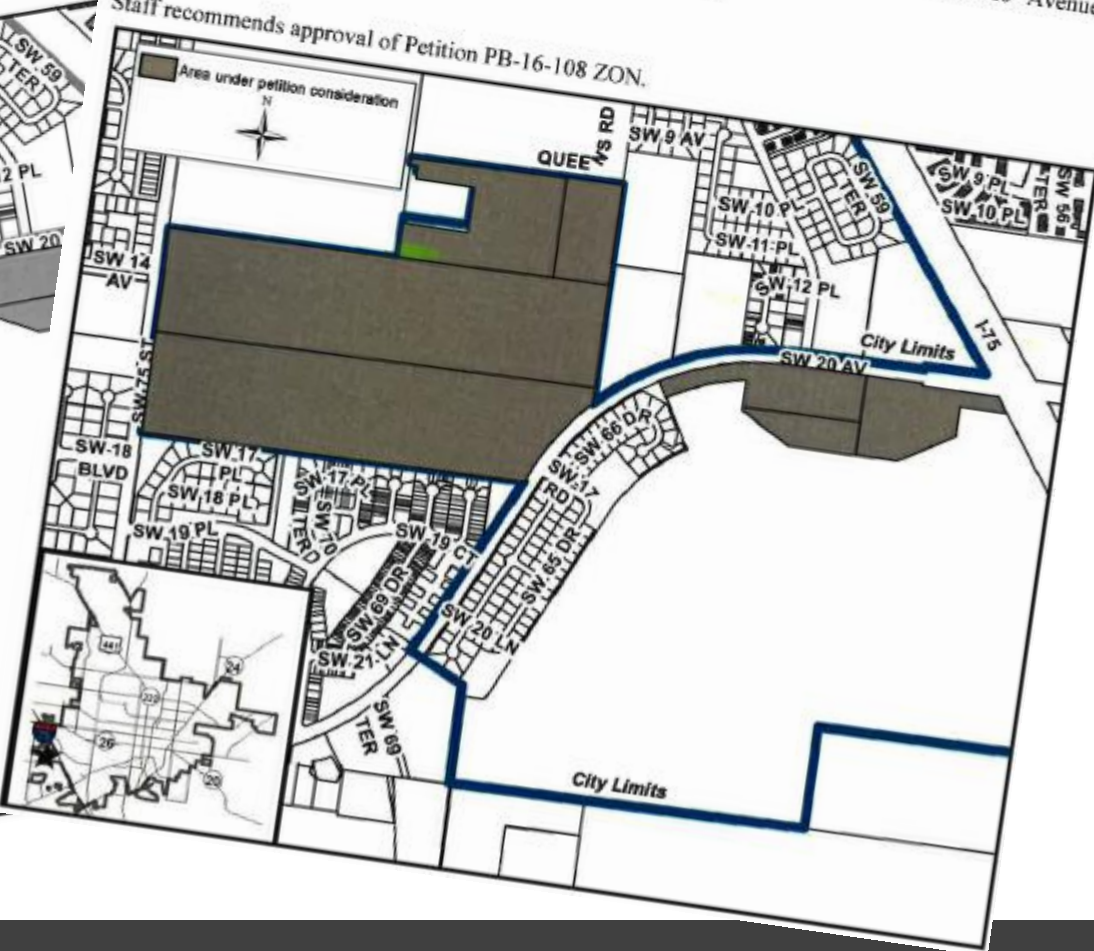 Avenue
Staff recommends approval of Petition PB-16-108 ZON.
SW 59
TER
2 PL
SW 20
Area under petition consideration
N
QUEE
NS RD
SW 9 AV
SW 59
TER
SW 9 PL
TER
SW 56
SW 10 PL
SW 10 PL
SW 11 PL
SW 12 PL
SW 14
AV
I-75
City Limits
SW 20 AV
SW 75 ST
SW 66 DR
SW 18
BLVD
SW 17
PL
SW 17 PL
SW 17
RD
SW 18 PL
SW 70
TER
SW 19 PL
SW 19 CT
SW 65 DR
SW 69 DR
SW 20 LN
SW 21 LN
SW 69
TER
City Limits
441
24
222
26
20